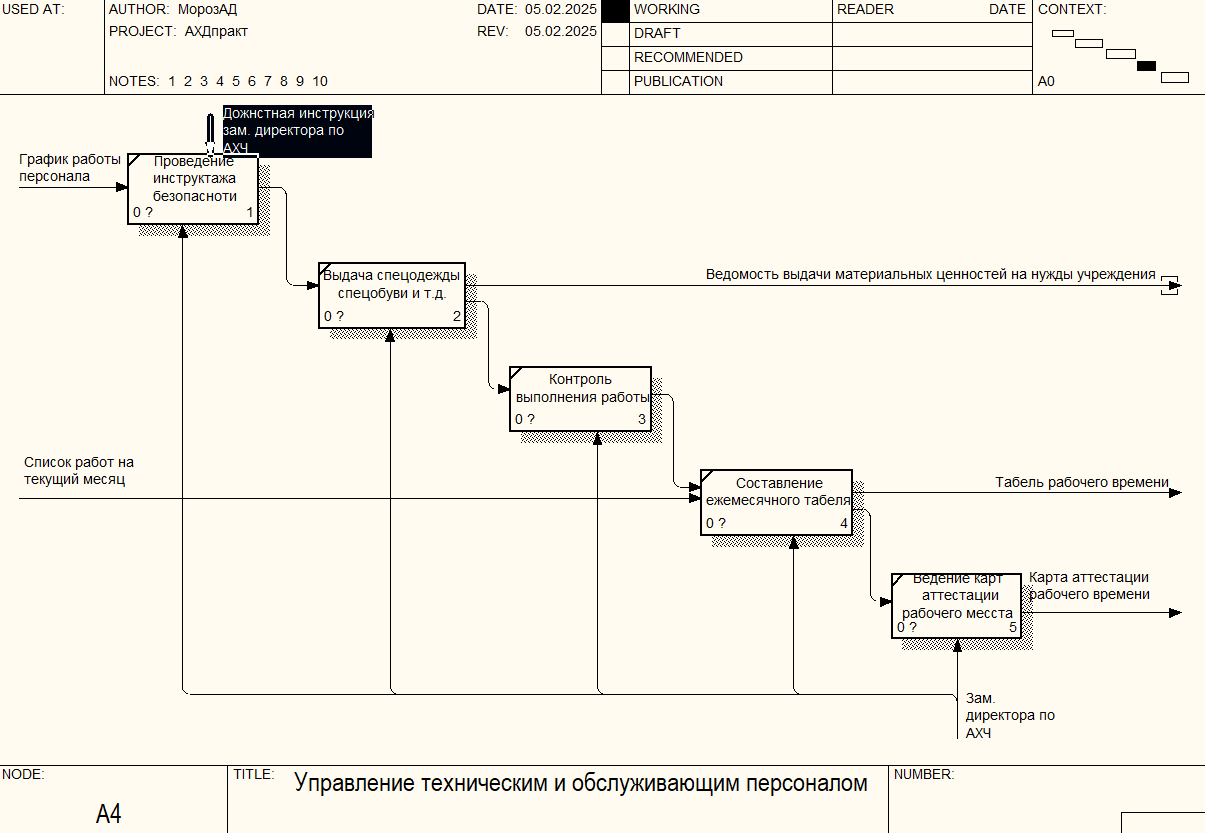 USED AT:
AUTHOR: МорозАД
DATE: 05.02.2025
PROJECT: АХДпракт
REV: 05.02.2025
NOTES: 1 2 3 4 5 6 7 8 9 10
WORKING
DRAFT
RECOMMENDED
PUBLICATION
READER
DATE
CONTEXT:
A0
Дожнстная инструкция
зам. директора по
АХЧ
График работы
персонала
Проведение
инструктажа
безопасноти
0 ?
1
Выдача спецодежды
спецобуви и т.д.
0 ?
2
Ведомость выдачи материальных ценностей на нужды учреждения
Контроль
выполнения работы
0 ?
3
Список работ на
текущий месяц
Составление
ежемесячного табеля
0 ?
4
Табель рабочего времени
Ведение карт
аттестации
рабочего месста
0 ?
5
Карта аттестации
рабочего времени
Зам.
директора по
АХЧ
NODE:
A4
TITLE:
Управление техническим и обслуживающим персоналом
NUMBER: